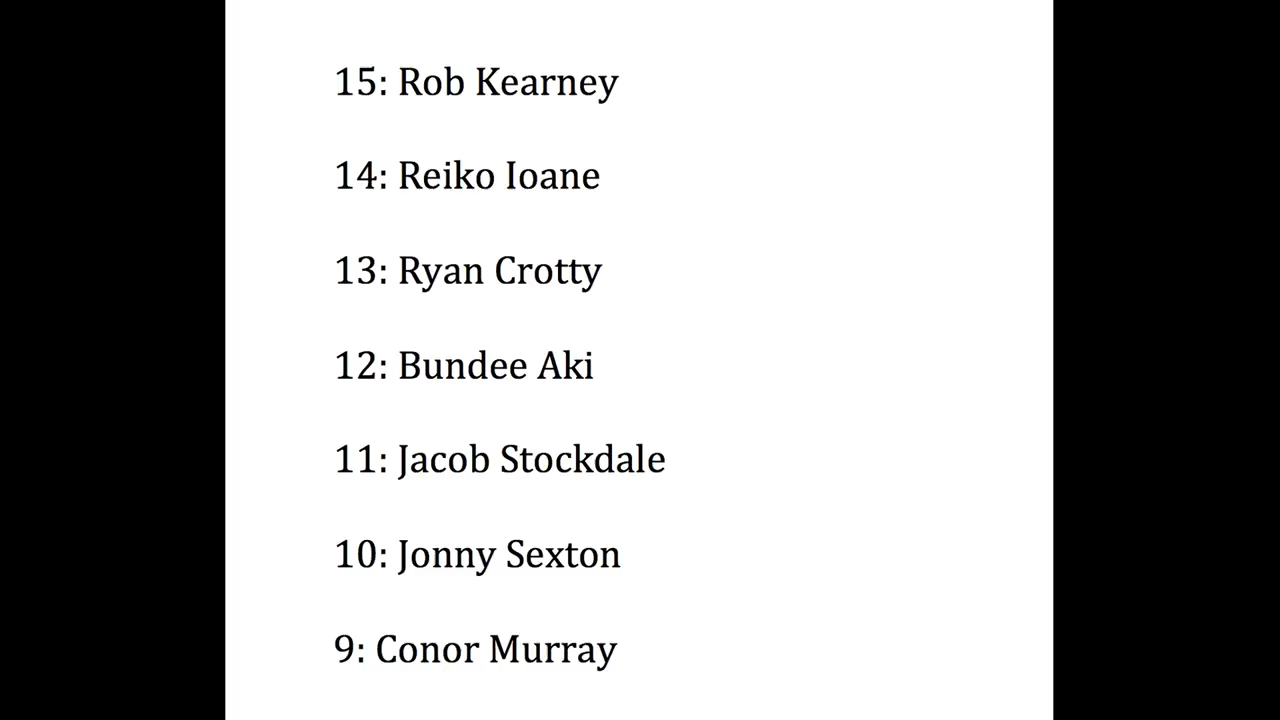 15: Rob Kearney
14: Reiko Ioane
13: Ryan Crotty
12: Bundee Aki
11: Jacob Stockdale
10: Jonny Sexton
9: Conor Murray